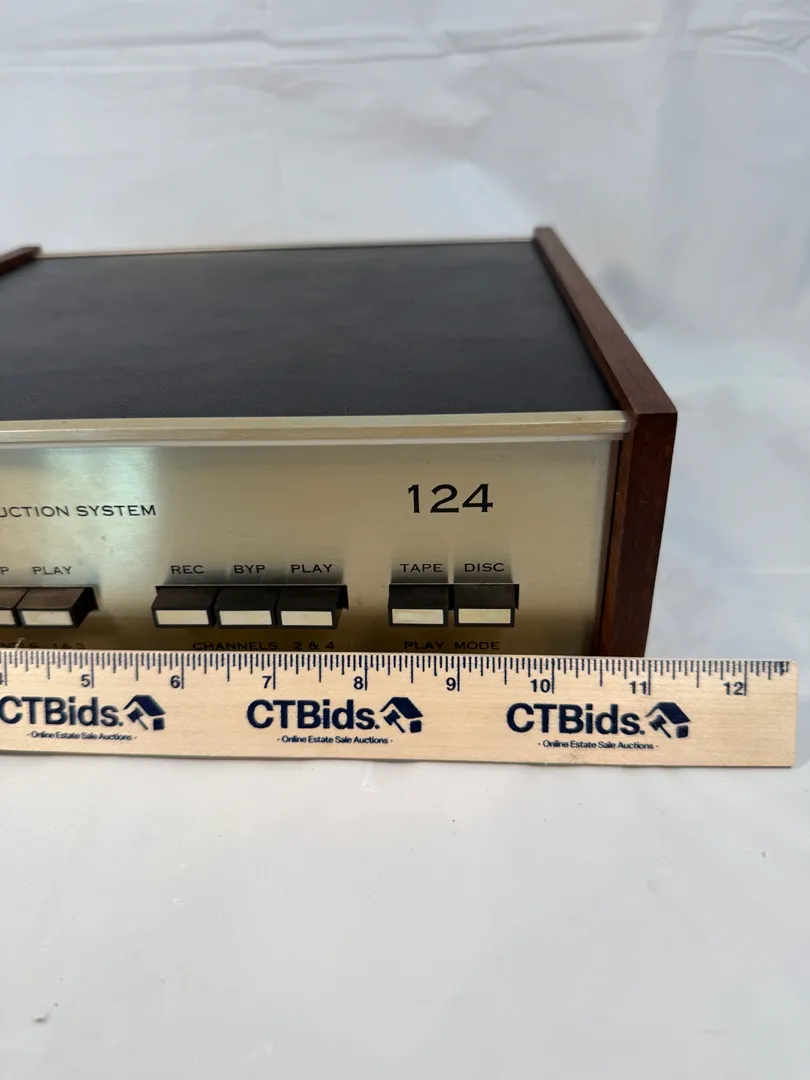 124
UCTION SYSTEM
P PLAY REC BYP PLAY TAPE DISC
CHANNELS 2 & 4 PLAY MODE
5 6 7 8 9 10 11 12
CTBids. CTBids. CTBids.
- Online Estate Sale Auctions - - Online Estate Sale Auctions - - Online Estate Sale Auctions -